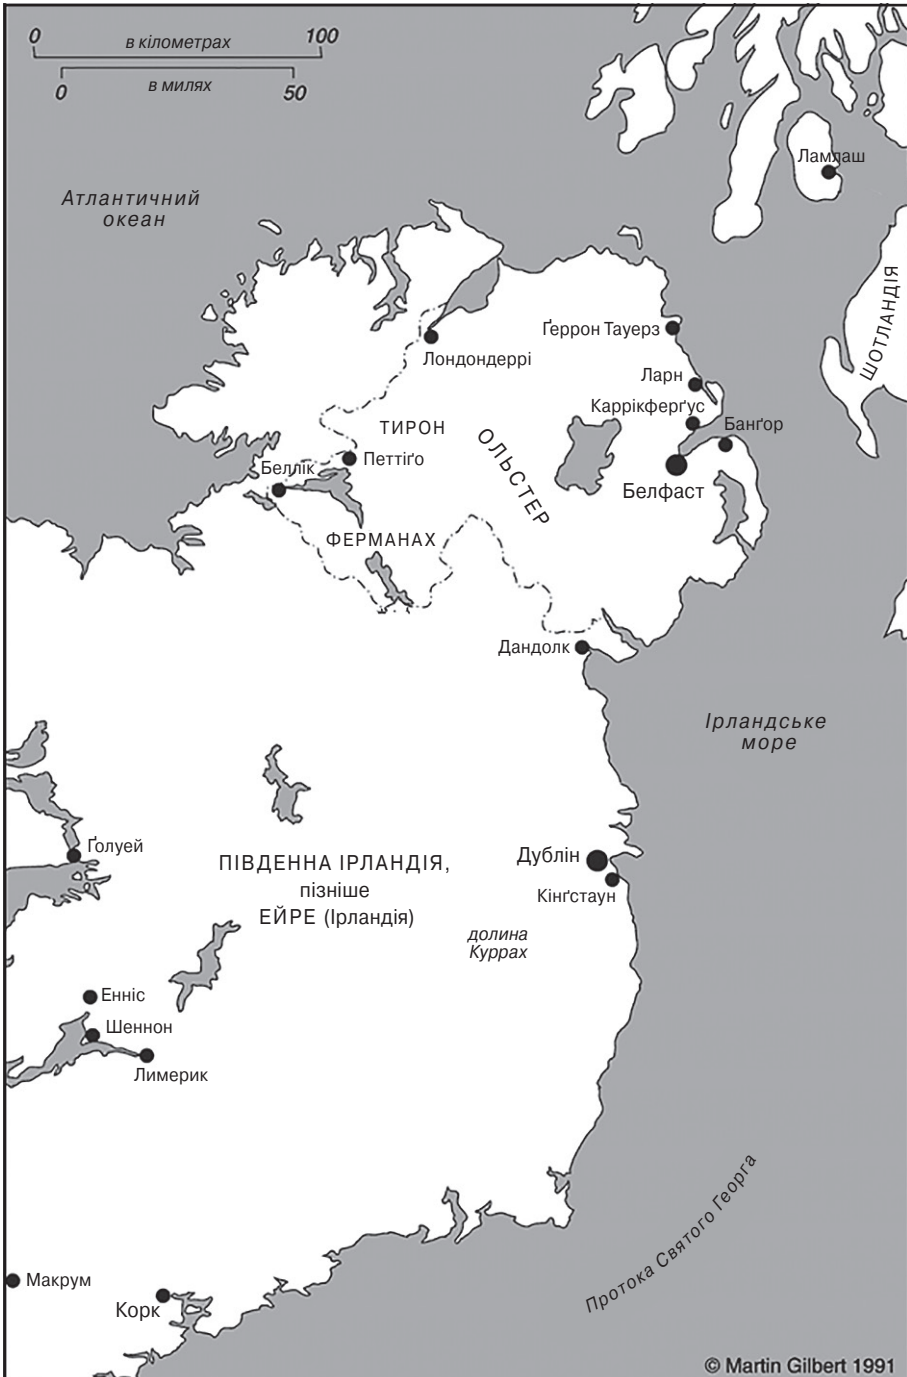 0 100
в кілометрах
в милях
0 50
Атлантичний
океан
Ламлаш
ШОТЛАНДІЯ
Ґеррон Тауерз
Лондондеррі
Ларн
Каррікферґус
Банґор
ТИРОН
ОЛЬСТЕР
Беллік
Петтіґо
Белфаст
ФЕРМАНАХ
Дандолк
Ірландське
море
Ґолуей
Дублін
ПІВДЕННА ІРЛАНДІЯ,
пізніше
ЕЙРЕ (Ірландія)
Кінґстаун
долина
Куррах
Енніс
Шеннон
Лимерик
Протока Святого Георга
Макрум
Корк
© Martin Gilbert 1991